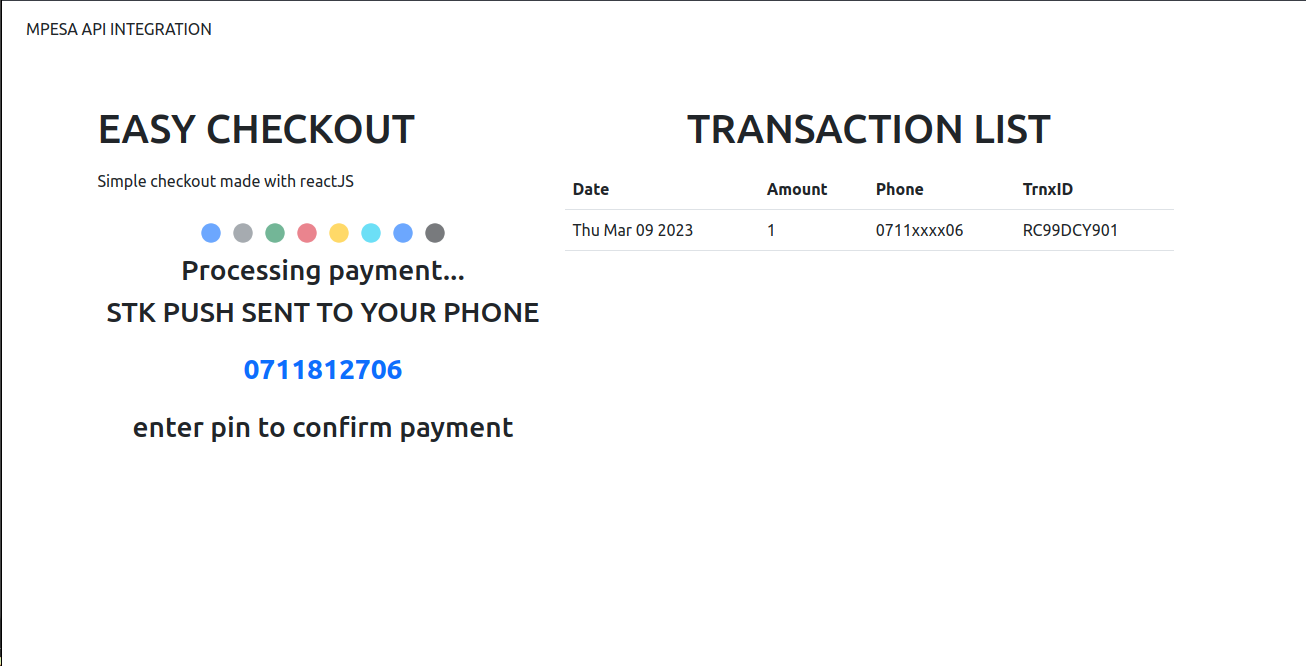 MPESA API INTEGRATION
EASY CHECKOUT
Simple checkout made with reactJS
Processing payment...
STK PUSH SENT TO YOUR PHONE
0711812706
enter pin to confirm payment
TRANSACTION LIST
Date Amount Phone TrnxID
Thu Mar 09 2023 1 0711xxxx06 RC99DCY901